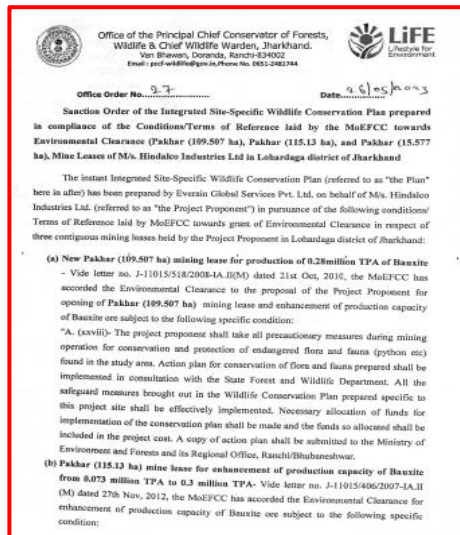 Office of the Principal Chief Conservator of Forests,
Wildlife & Chief Wildlife Warden, Jharkhand.
Van Bhawan, Doranda, Ranchi-834002
Email : pccf-wildlife@gov.in,Phone No. 0651-2481744
LiFE
Lifestyle for
Environment
Office Order No. 27
Date 26/05/2023
Sanction Order of the Integrated Site-Specific Wildlife Conservation Plan prepared
in compliance of the Conditions/Terms of Reference laid by the MoEFCC towards
Environmental Clearance (Pakhar (109.507 ha), Pakhar (115.13 ha), and Pakhar (15.577
ha), Mine Leases of M/s. Hindalco Industries Ltd in Lohardaga district of Jharkhand
The instant Integrated Site-Specific Wildlife Conservation Plan (referred to as "the Plan"
here in after) has been prepared by Everain Global Services Pvt. Ltd. on behalf of M/s. Hindalco
Industries Ltd. (referred to as "the Project Proponent") in pursuance of the following conditions/
Terms of Reference laid by MoEFCC towards grant of Environmental Clearance in respect of
three contiguous mining leases held by the Project Proponent in Lohardaga district of Jharkhand:
(a) New Pakhar (109.507 ha) mining lease for production of 0.28million TPA of Bauxite
- Vide letter no. J-11015/518/2008-IA.II(M) dated 21st Oct, 2010, the MoEFCC has
accorded the Environmental Clearance to the proposal of the Project Proponent for
opening of Pakhar (109.507 ha) mining lease and enhancement of production capacity
of Bauxite ore subject to the following specific condition:
"A. (xxviii)- The project proponent shall take all precautionary measures during mining
operation for conservation and protection of endangered flora and fauna (python etc)
found in the study area. Action plan for conservation of flora and fauna prepared shall be
implemented in consultation with the State Forest and Wildlife Department. All the
safeguard measures brought out in the Wildlife Conservation Plan prepared specific to
this project site shall be effectively implemented. Necessary allocation of funds for
implementation of the conservation plan shall be made and the funds so allocated shall be
included in the project cost. A copy of action plan shall be submitted to the Ministry of
Environment and Forests and its Regional Office, Ranchi/Bhubaneshwar.
(b) Pakhar (115.13 ha) mine lease for enhancement of production capacity of Bauxite
from 0.073 million TPA to 0.3 million TPA- Vide letter no. J-11015/406/2007-IA.II
(M) dated 27th Nov, 2012, the MoEFCC has accorded the Environmental Clearance for
enhancement of production capacity of Bauxite ore subject to the following specific
condition: